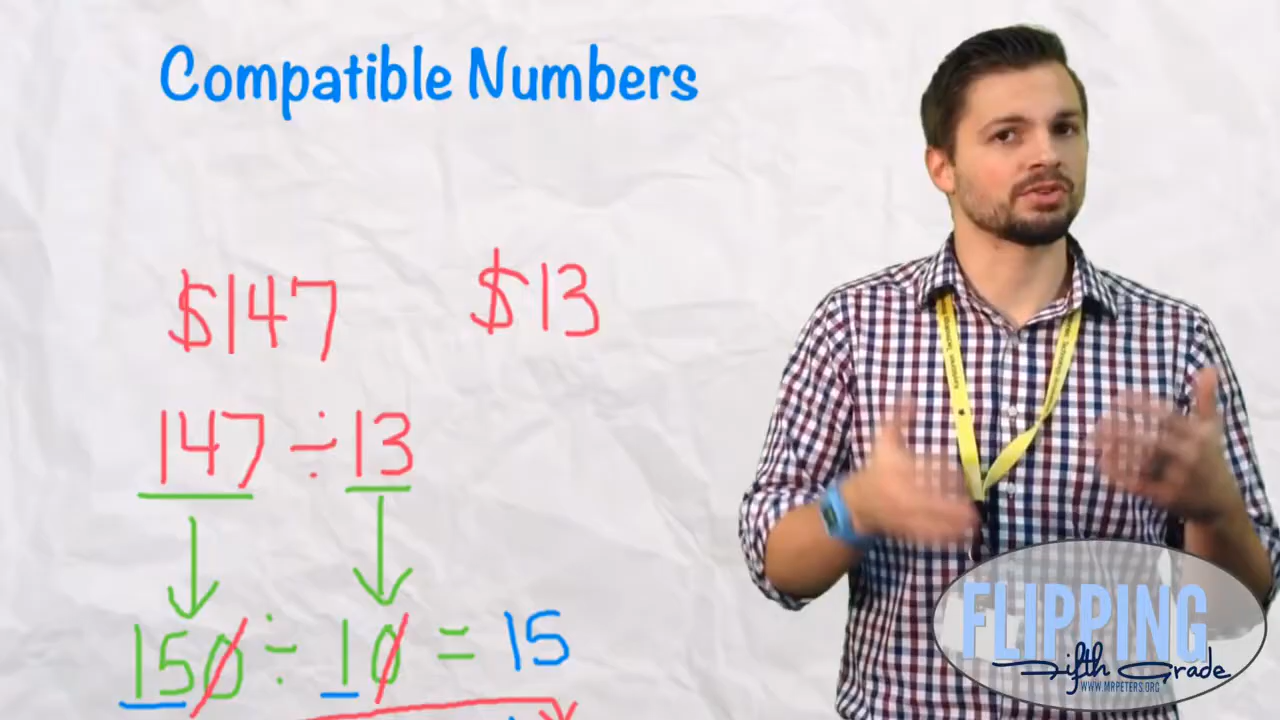 Compatible Numbers
$147 $13
147 ÷ 13
150 ÷ 10 = 15
FLIPPING
Fifth Grade
WWW.MRPETERS.ORG